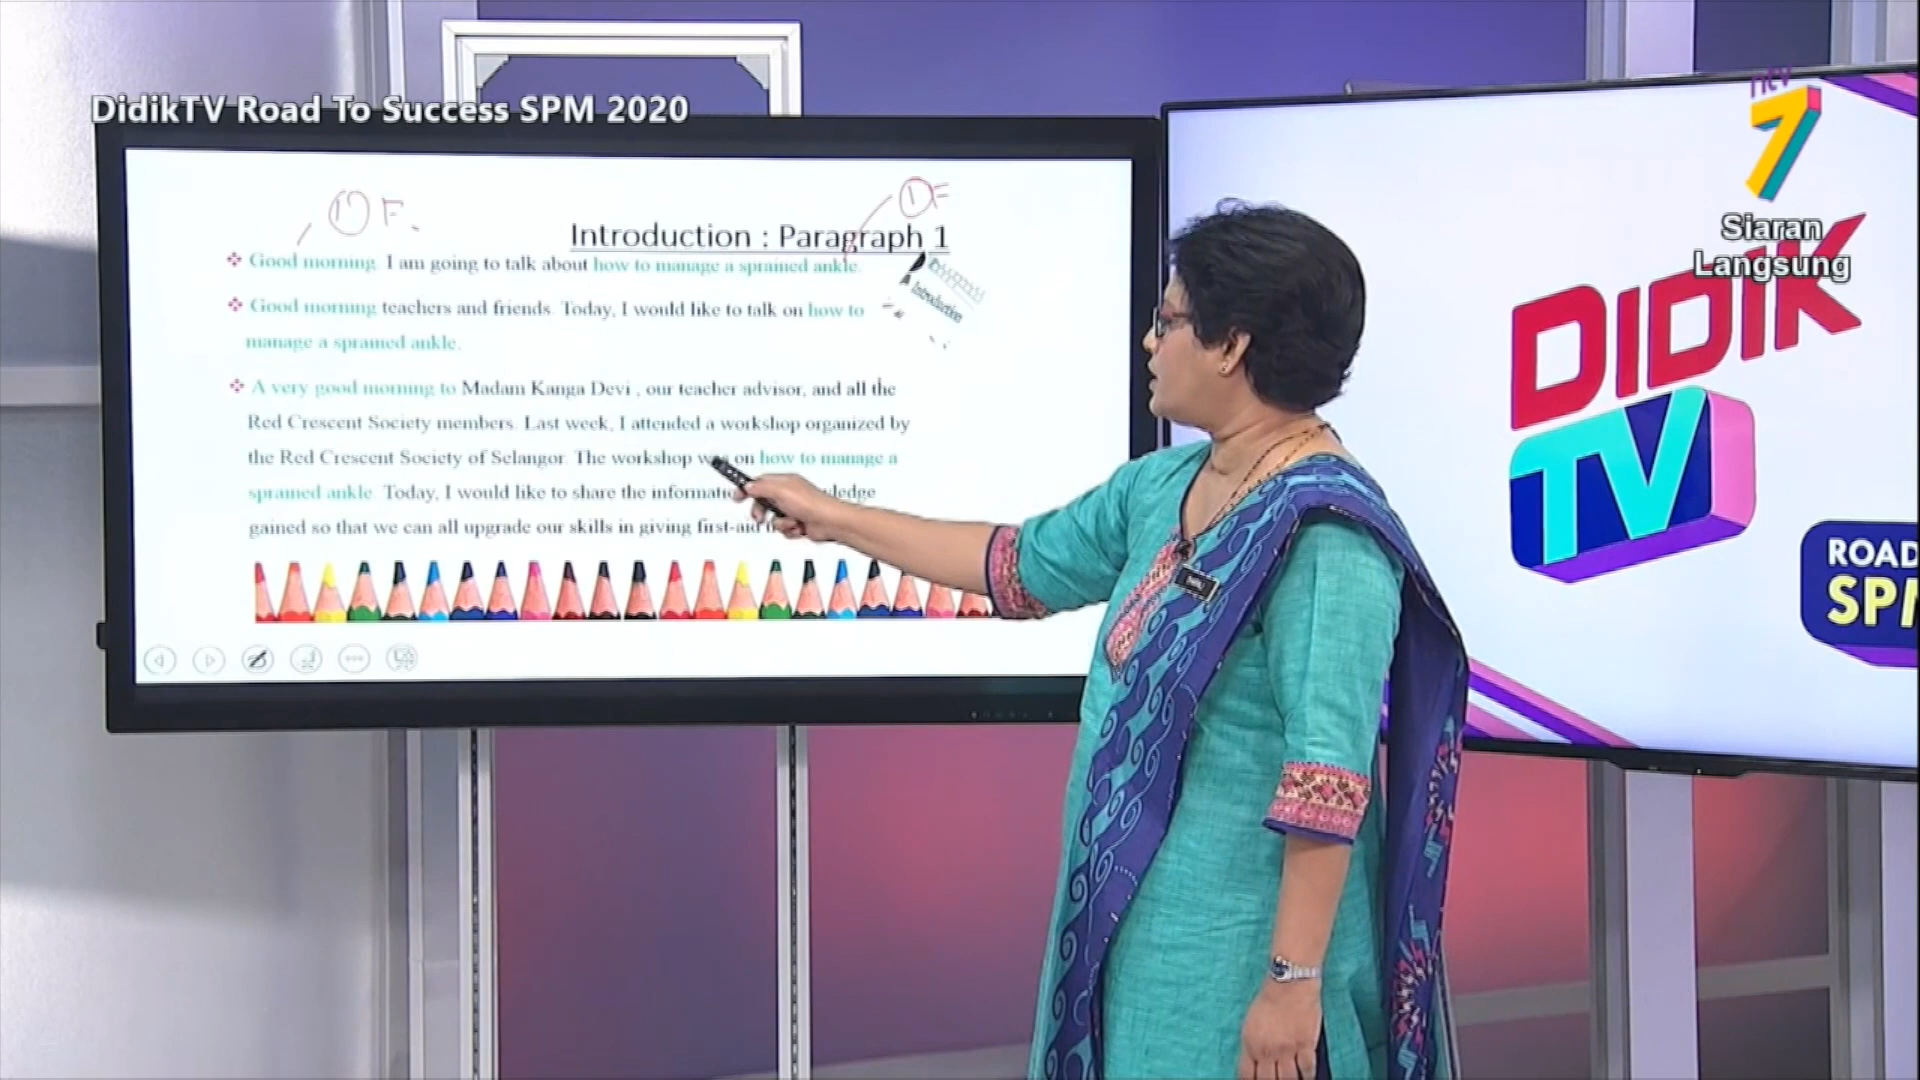 DidikTV Road To Success SPM 2020
ntv
7
Siaran
Langsung
1) F.
1) F
Introduction : Paragraph 1
Good morning. I am going to talk about how to manage a sprained ankle.
Introduction
Good morning teachers and friends. Today, I would like to talk on how to
manage a sprained ankle.
A very good morning to Madam Kanga Devi , our teacher advisor, and all the
Red Crescent Society members. Last week, I attended a workshop organized by
the Red Crescent Society of Selangor. The workshop was on how to manage a
sprained ankle. Today, I would like to share the
gained so that we can all upgrade our skills in giving first-aid
DIDIK
TV
ROAD